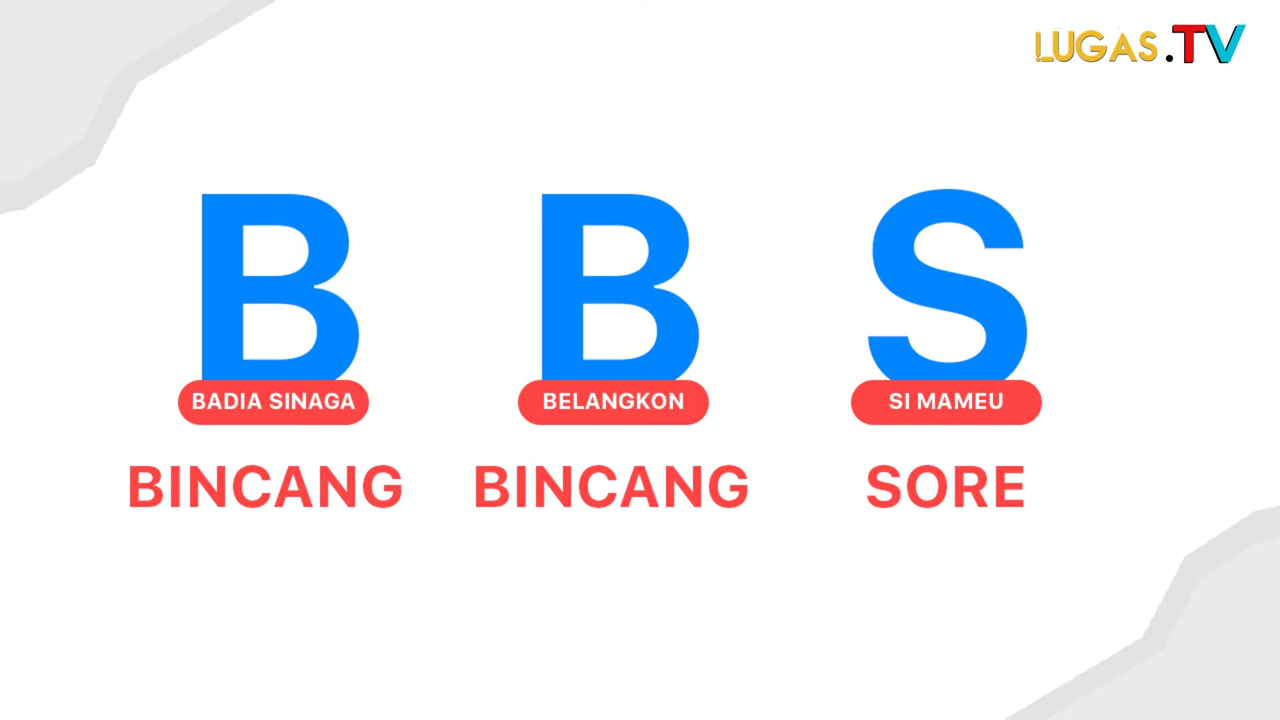 LUGAS.TV
B B S
BADIA SINAGA BELANGKON SI MAMEU
BINCANG BINCANG SORE